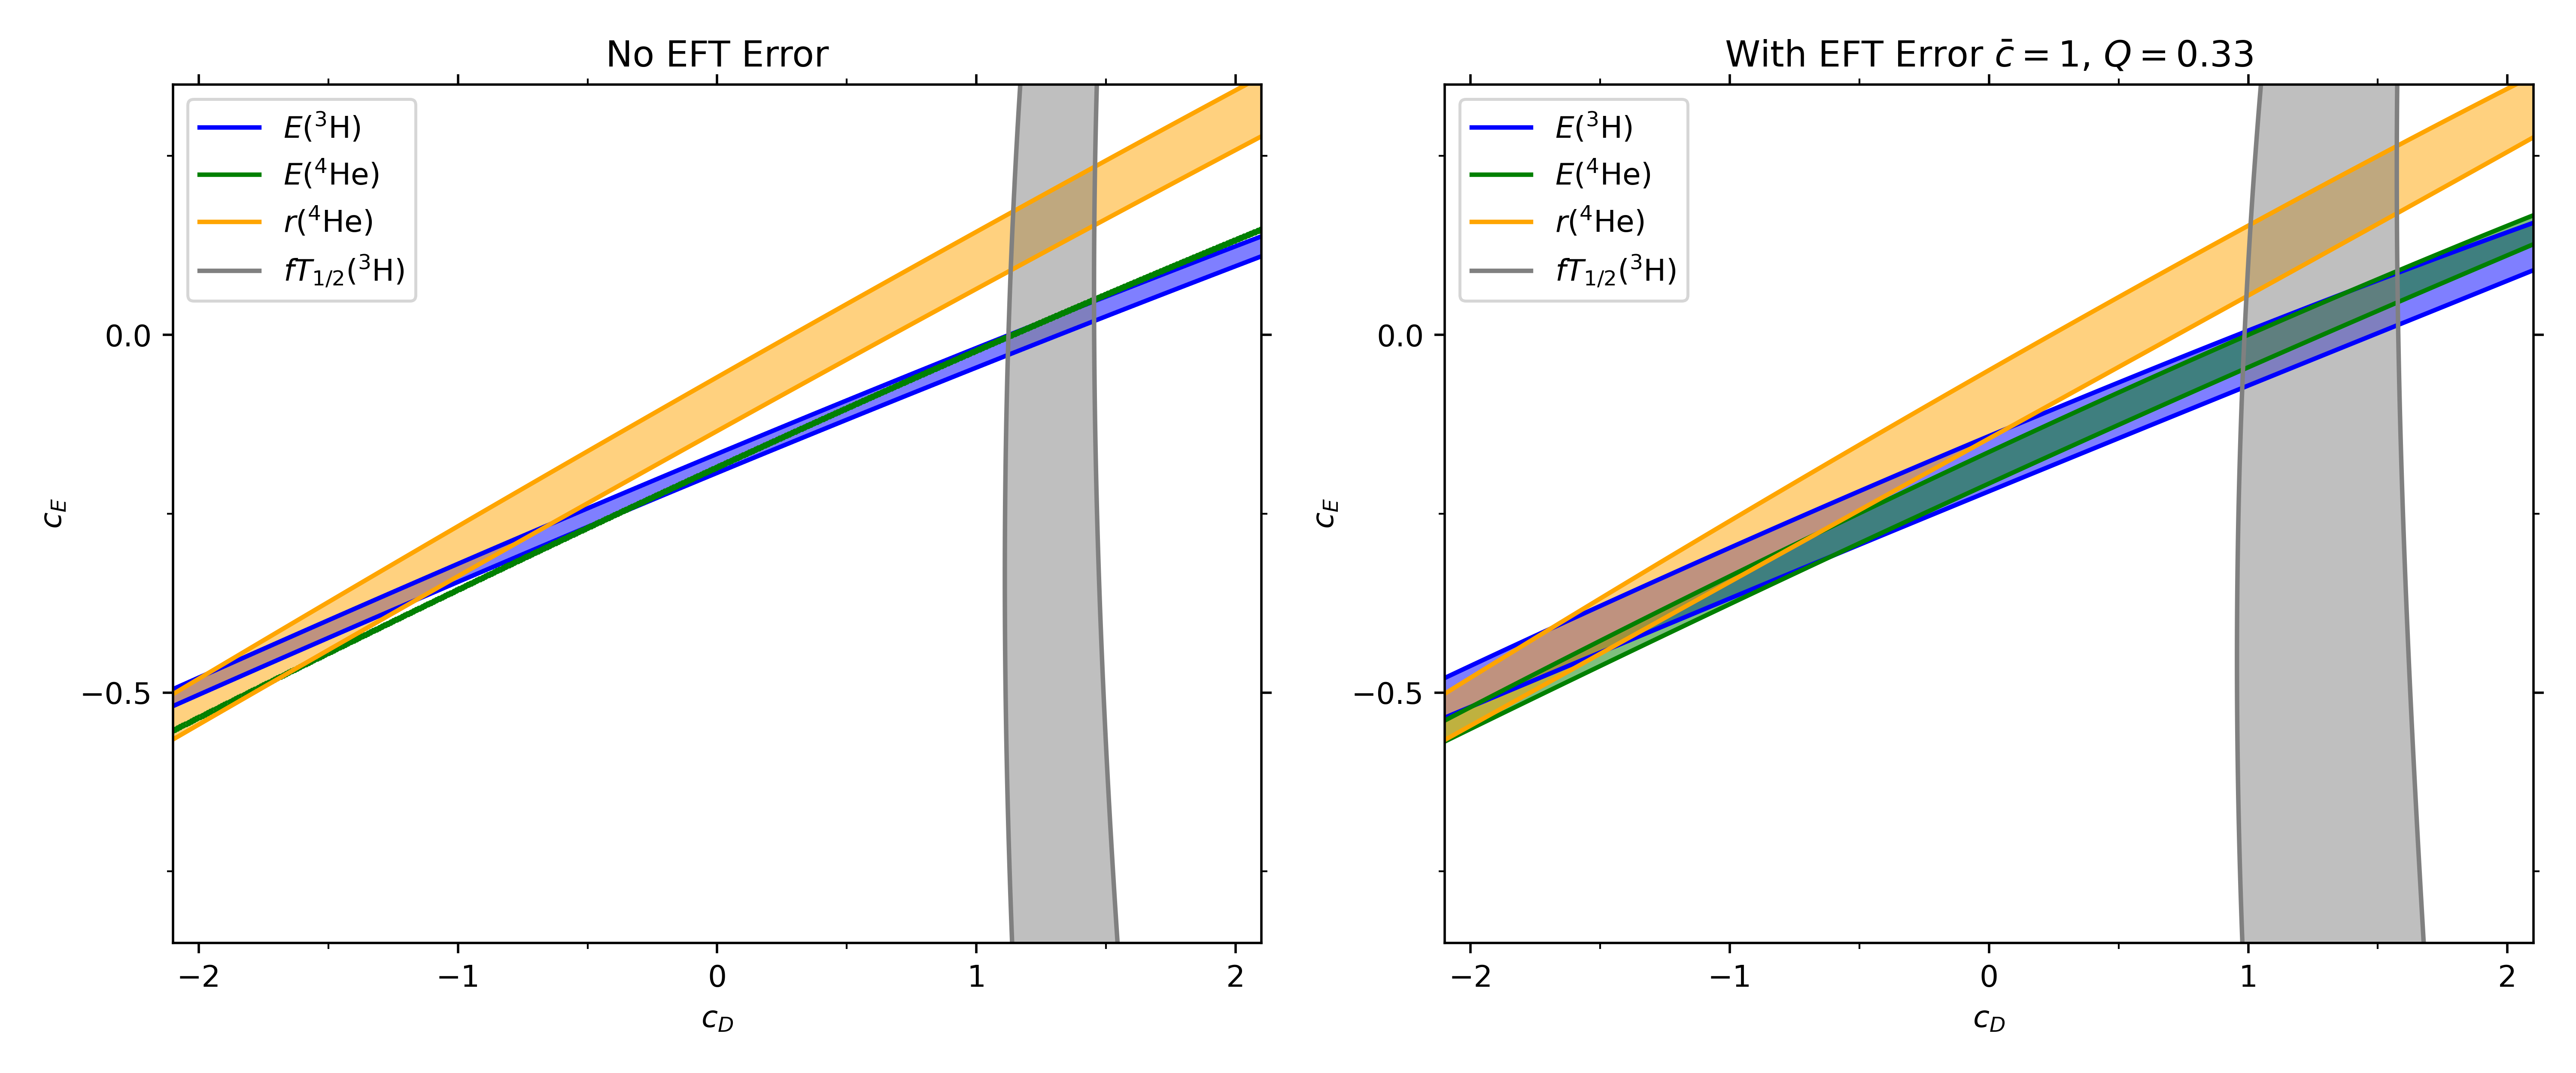 No EFT Error
E(³H)
E(⁴He)
r(⁴He)
fT₁/₂(³H)
0.0
−0.5
c_E
−2 −1 0 1 2
c_D
With EFT Error c̄ = 1, Q = 0.33
E(³H)
E(⁴He)
r(⁴He)
fT₁/₂(³H)
0.0
−0.5
c_E
−2 −1 0 1 2
c_D